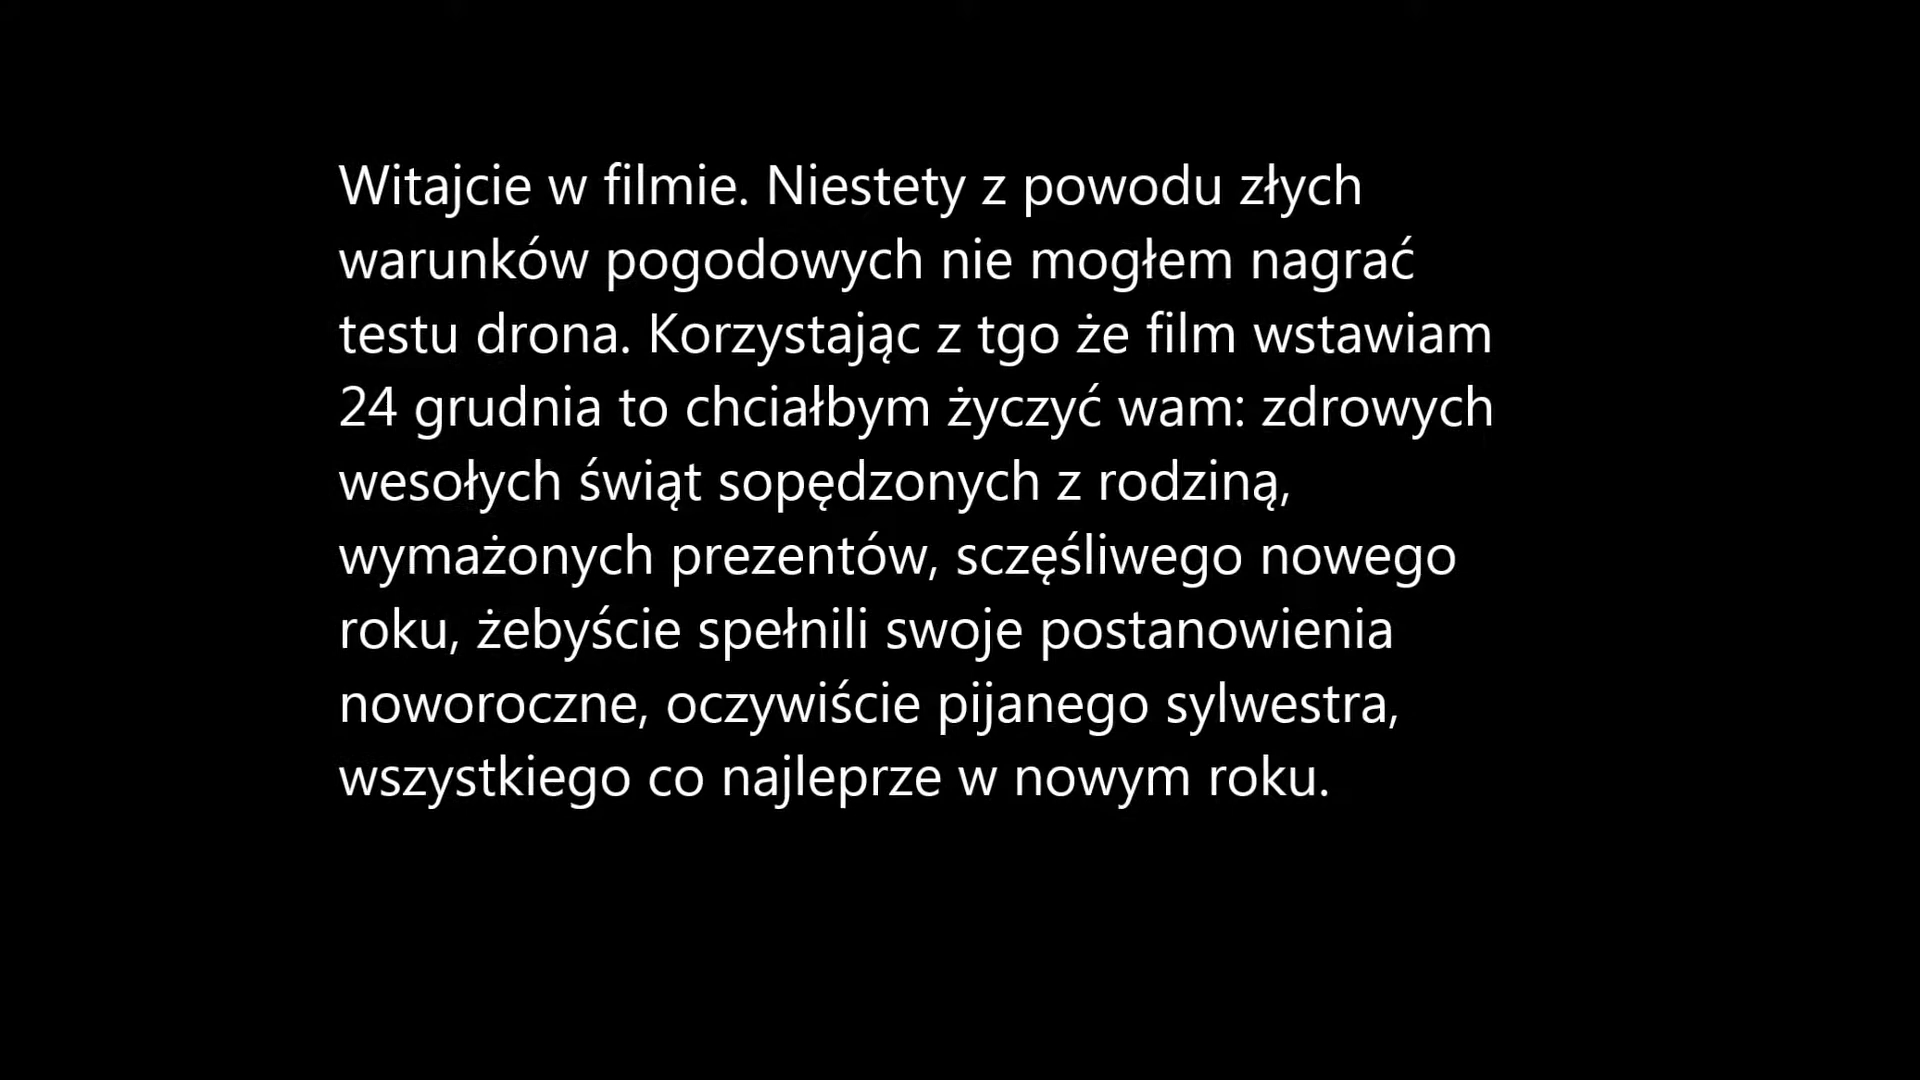 Witajcie w filmie. Niestety z powodu złych
warunków pogodowych nie mogłem nagrać
testu drona. Korzystając z tgo że film wstawiam
24 grudnia to chciałbym życzyć wam: zdrowych
wesołych świąt sopędzonych z rodziną,
wymażonych prezentów, sczęśliwego nowego
roku, żebyście spełnili swoje postanowienia
noworoczne, oczywiście pijanego sylwestra,
wszystkiego co najleprze w nowym roku.